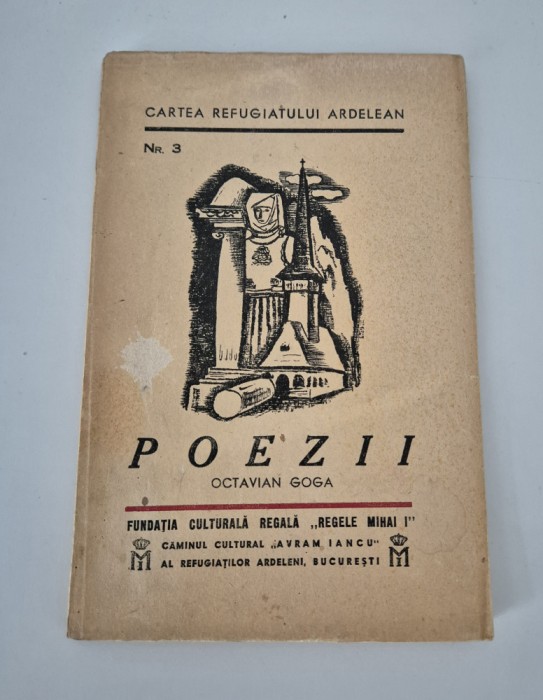 CARTEA REFUGIATULUI ARDELEAN
NR. 3
POEZII
OCTAVIAN GOGA
FUNDAȚIA CULTURALĂ REGALĂ „REGELE MIHAI I"
CĂMINUL CULTURAL „AVRAM IANCU"
AL REFUGIAȚILOR ARDELENI, BUCUREȘTI